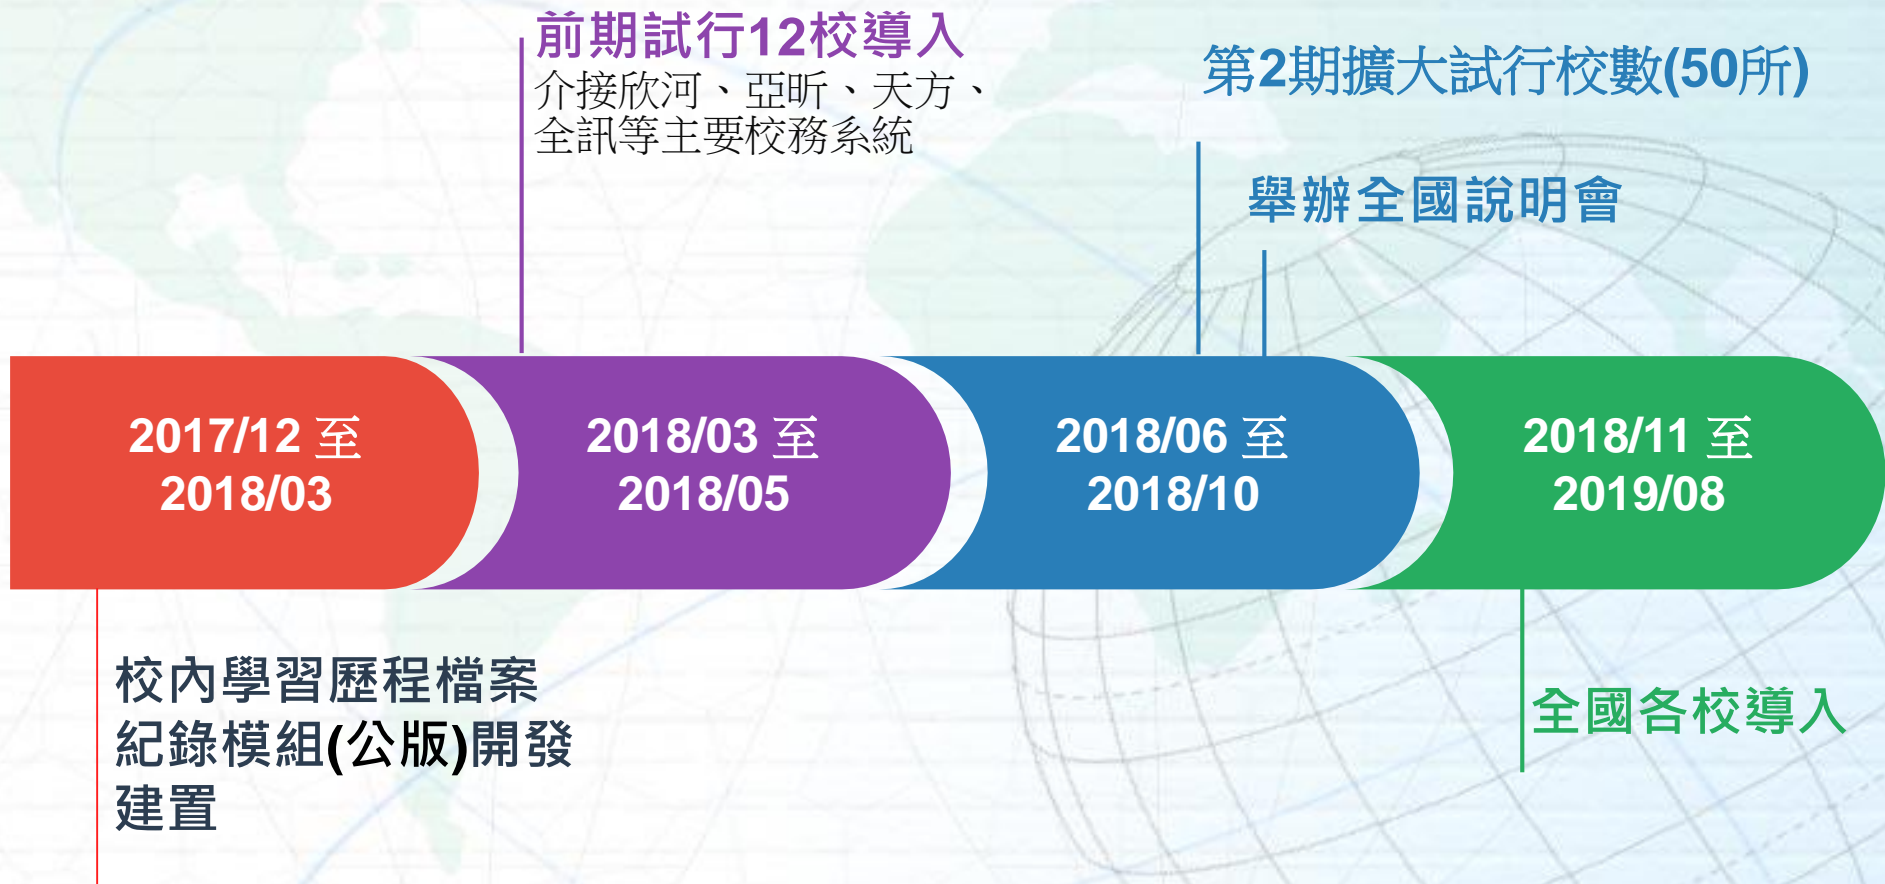 前期試行12校導入
介接欣河、亞昕、天方、
全訊等主要校務系統
第2期擴大試行校數(50所)
舉辦全國說明會
2017/12 至
2018/03
2018/03 至
2018/05
2018/06 至
2018/10
2018/11 至
2019/08
校內學習歷程檔案
紀錄模組(公版)開發
建置
全國各校導入